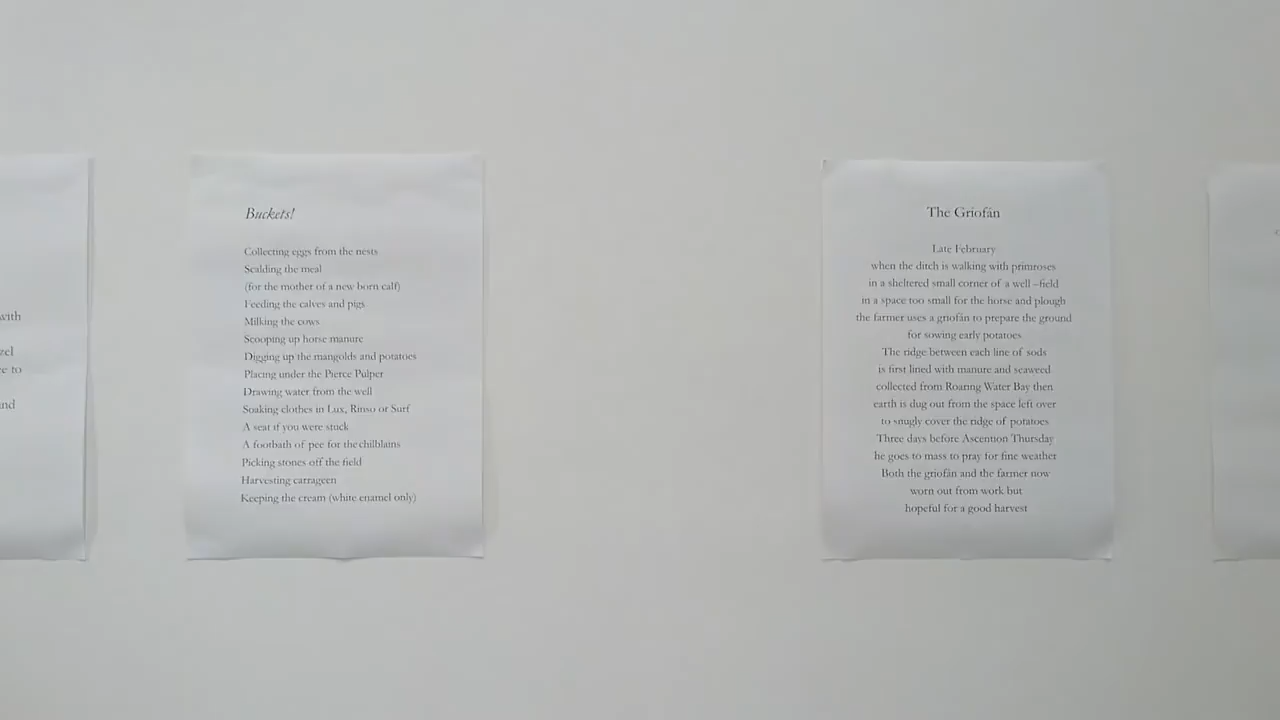 with
zel
e to
and
Buckets!
Collecting eggs from the nests
Scalding the meal
(for the mother of a new born calf)
Feeding the calves and pigs
Milking the cows
Scooping up horse manure
Digging up the mangolds and potatoes
Placing under the Pierce Pulper
Drawing water from the well
Soaking clothes in Lux, Rinso or Surf
A seat if you were stuck
A footbath of pee for the chilblains
Picking stones off the field
Harvesting carrageen
Keeping the cream (white enamel only)
The Griofán
Late February
when the ditch is walking with primroses
in a sheltered small corner of a well –field
in a space too small for the horse and plough
the farmer uses a griofán to prepare the ground
for sowing early potatoes
The ridge between each line of sods
is first lined with manure and seaweed
collected from Roaring Water Bay then
earth is dug out from the space left over
to snugly cover the ridge of potatoes
Three days before Ascention Thursday
he goes to mass to pray for fine weather
Both the griofán and the farmer now
worn out from work but
hopeful for a good harvest